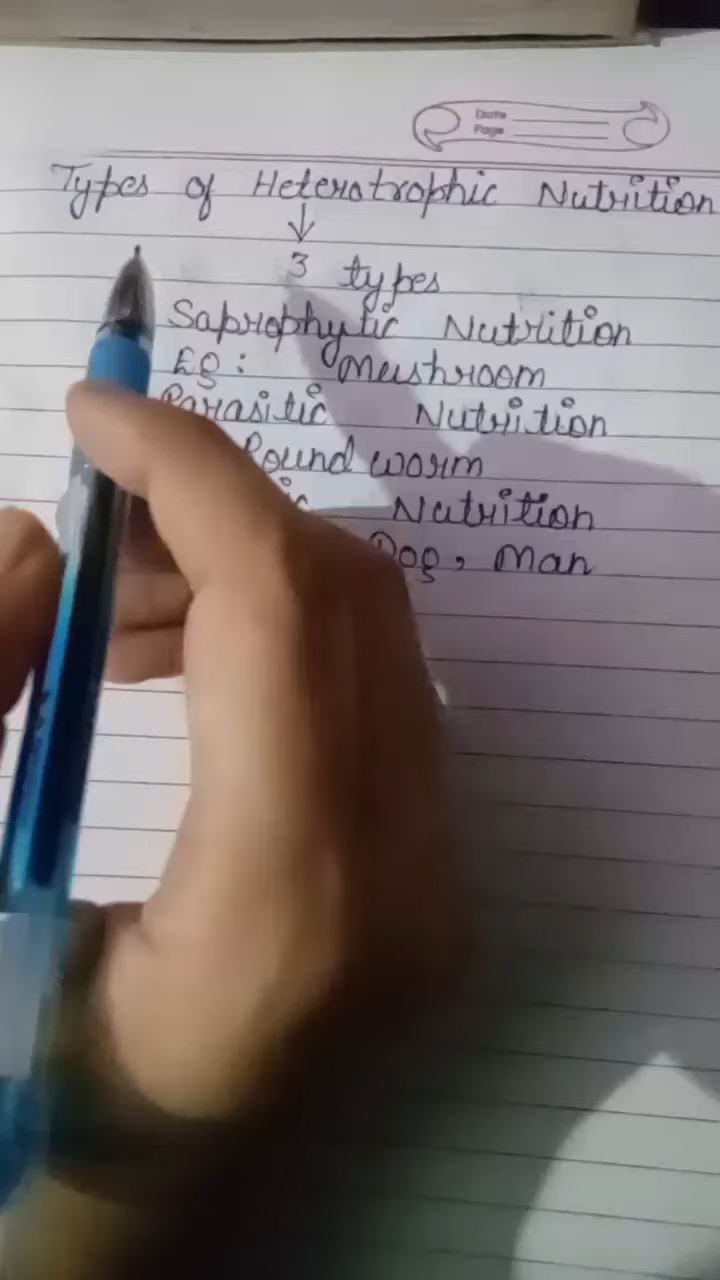 Date
Page
Types of Heterotrophic Nutrition
↓
3 types
Saprophytic Nutrition
Eg: Mushroom
Parasitic Nutrition
Round worm
Nutrition
Dog, Man